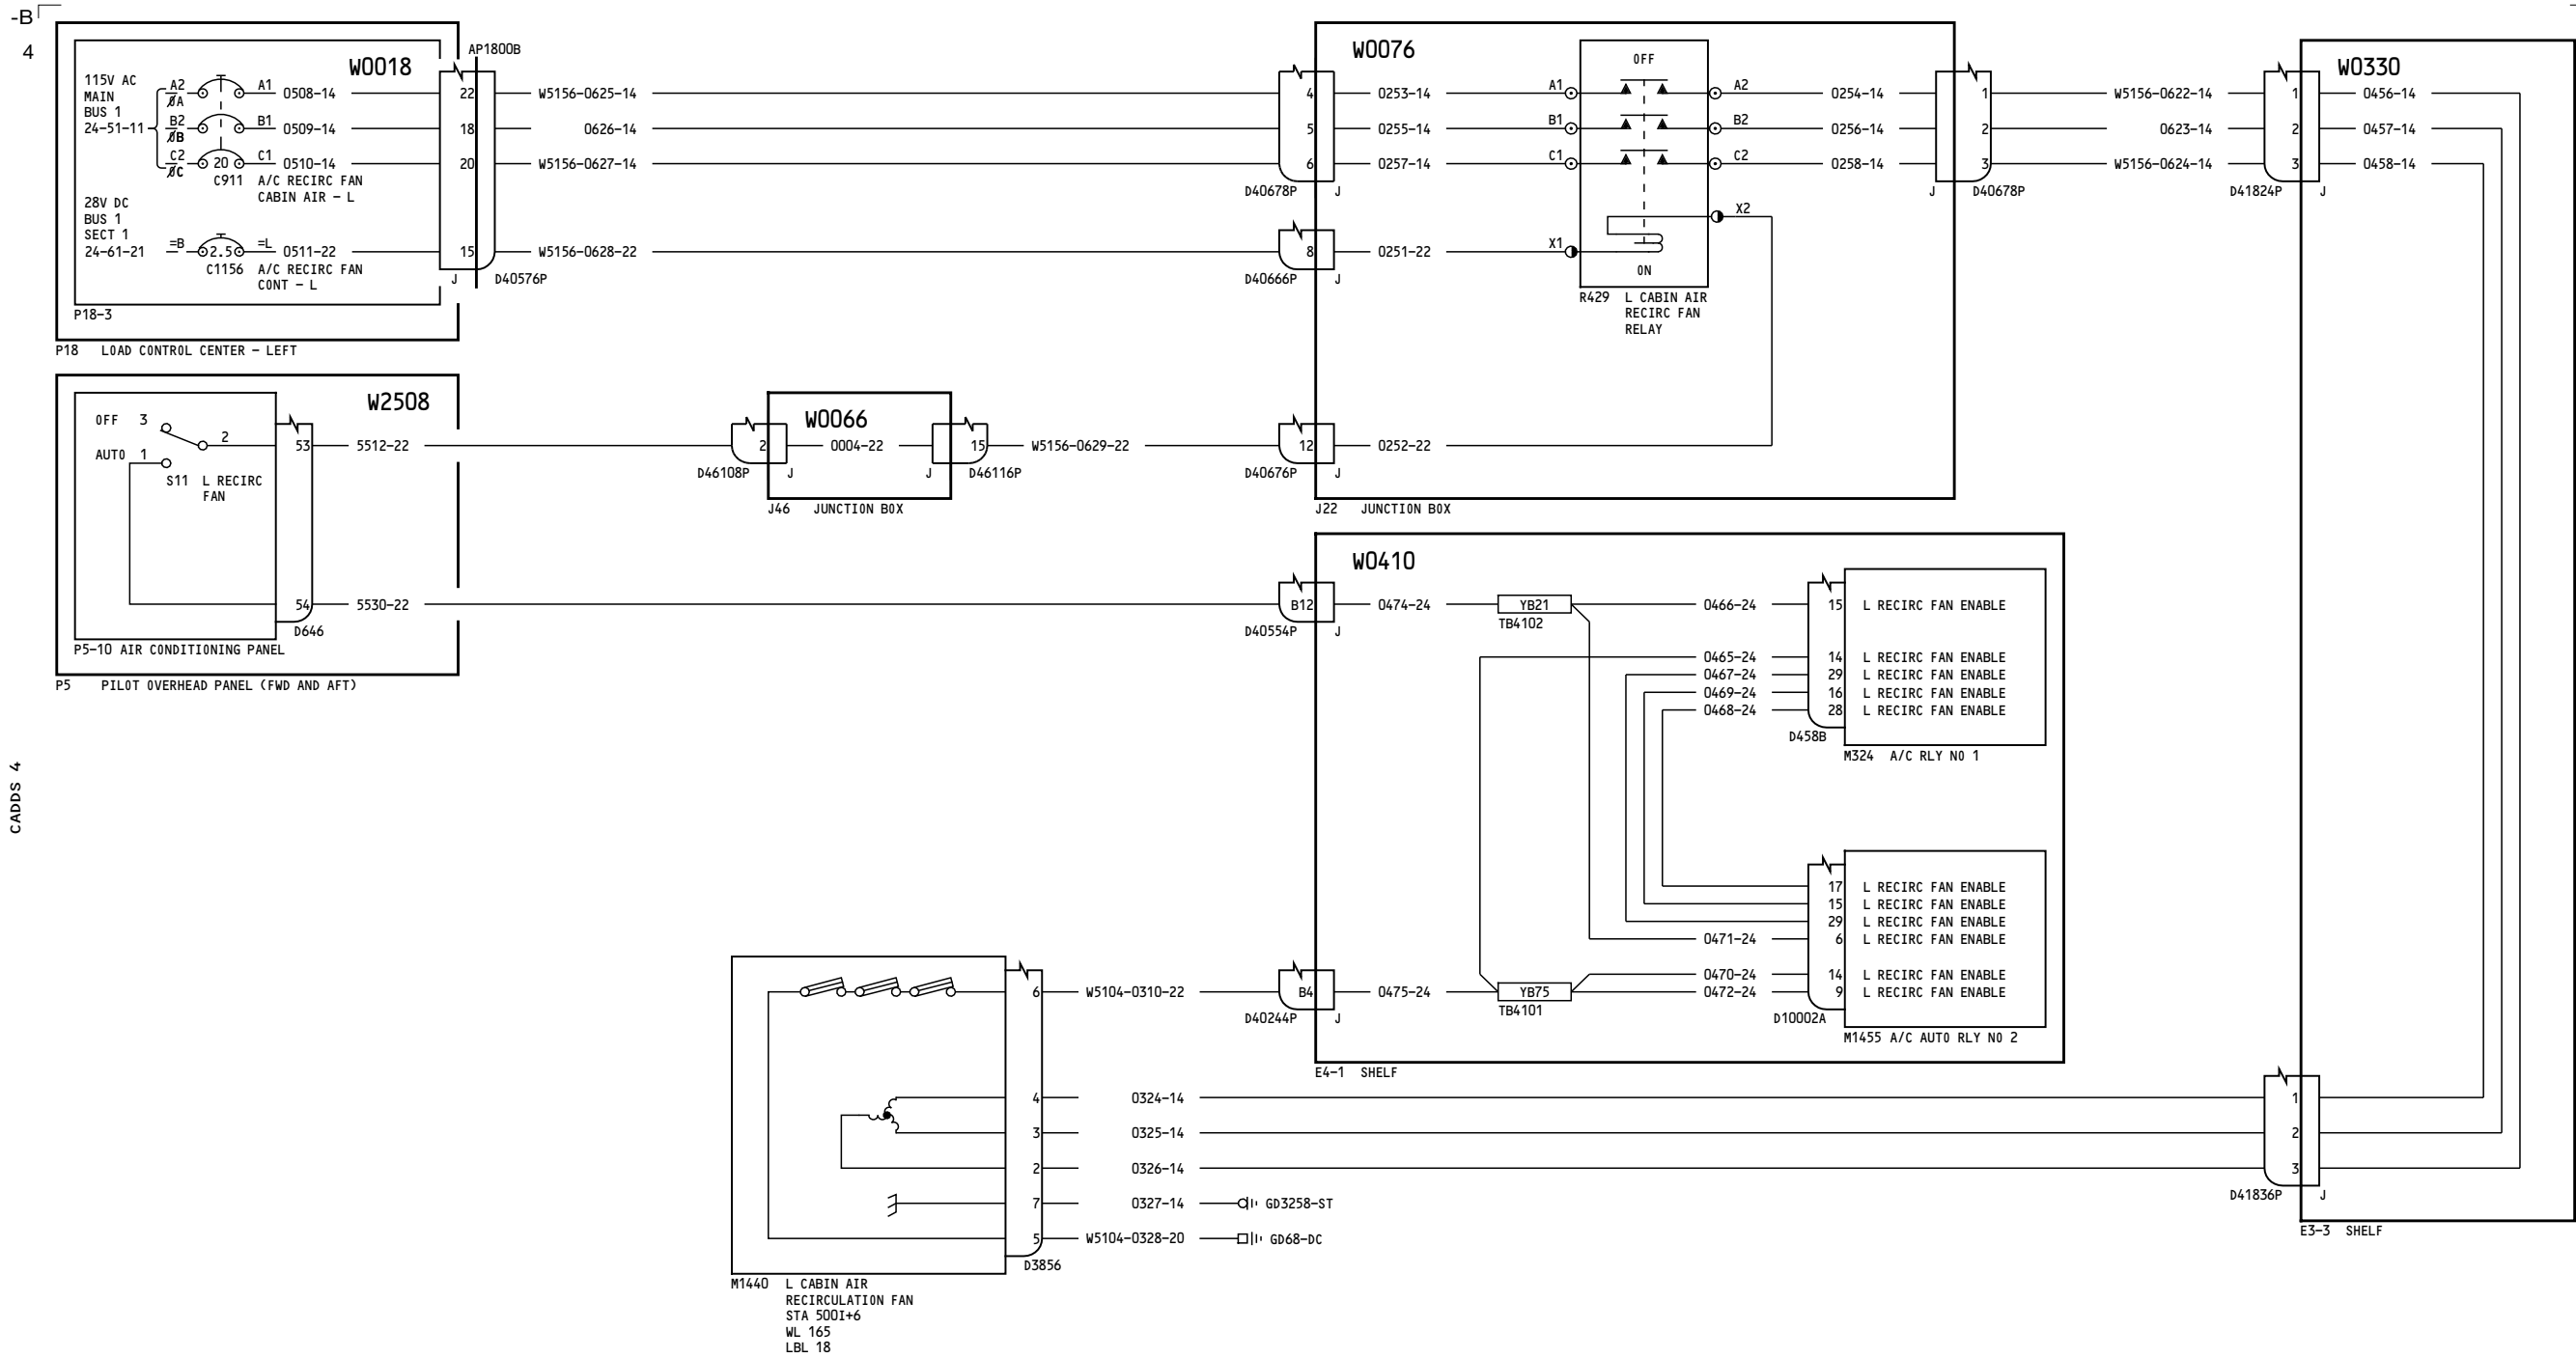 -B
4
CADDS 4
W0018
AP1800B
115V AC
MAIN
BUS 1
24-51-11
A2
ØA
A1
0508-14
22
W5156-0625-14
B2
ØB
B1
0509-14
18
0626-14
C2
ØC
20
C1
0510-14
20
W5156-0627-14
C911
A/C RECIRC FAN
CABIN AIR - L
28V DC
BUS 1
SECT 1
24-61-21
=B
2.5
=L
0511-22
15
W5156-0628-22
C1156
A/C RECIRC FAN
CONT - L
J
D40576P
P18-3
P18 LOAD CONTROL CENTER - LEFT
W0076
4
0253-14
A1
OFF
A2
0254-14
1
5
0255-14
B1
B2
0256-14
2
6
0257-14
C1
C2
0258-14
3
D40678P
J
J
D40678P
8
0251-22
X1
X2
ON
D40666P
J
R429 L CABIN AIR
RECIRC FAN
RELAY
12
0252-22
D40676P
J
J22 JUNCTION BOX
W5156-0622-14
0623-14
W5156-0624-14
W0330
1
0456-14
2
0457-14
3
0458-14
D41824P
J
W2508
OFF 3
2
53
5512-22
AUTO 1
S11 L RECIRC
FAN
54
5530-22
D646
P5-10 AIR CONDITIONING PANEL
P5 PILOT OVERHEAD PANEL (FWD AND AFT)
W0066
2
0004-22
15
W5156-0629-22
D46108P
J
J
D46116P
J46 JUNCTION BOX
W0410
B12
0474-24
YB21
TB4102
0466-24
15
L RECIRC FAN ENABLE
D40554P
J
0465-24
14
L RECIRC FAN ENABLE
0467-24
29
L RECIRC FAN ENABLE
0469-24
16
L RECIRC FAN ENABLE
0468-24
28
L RECIRC FAN ENABLE
D458B
M324 A/C RLY NO 1
17
L RECIRC FAN ENABLE
15
L RECIRC FAN ENABLE
29
L RECIRC FAN ENABLE
0471-24
6
L RECIRC FAN ENABLE
0470-24
14
L RECIRC FAN ENABLE
B4
0475-24
YB75
TB4101
0472-24
9
L RECIRC FAN ENABLE
D40244P
J
D10002A
M1455 A/C AUTO RLY NO 2
E4-1 SHELF
6
W5104-0310-22
4
0324-14
1
3
0325-14
2
2
0326-14
3
7
0327-14
GD3258-ST
5
W5104-0328-20
GD68-DC
D3856
D41836P
J
E3-3 SHELF
M1440 L CABIN AIR
RECIRCULATION FAN
STA 500I+6
WL 165
LBL 18